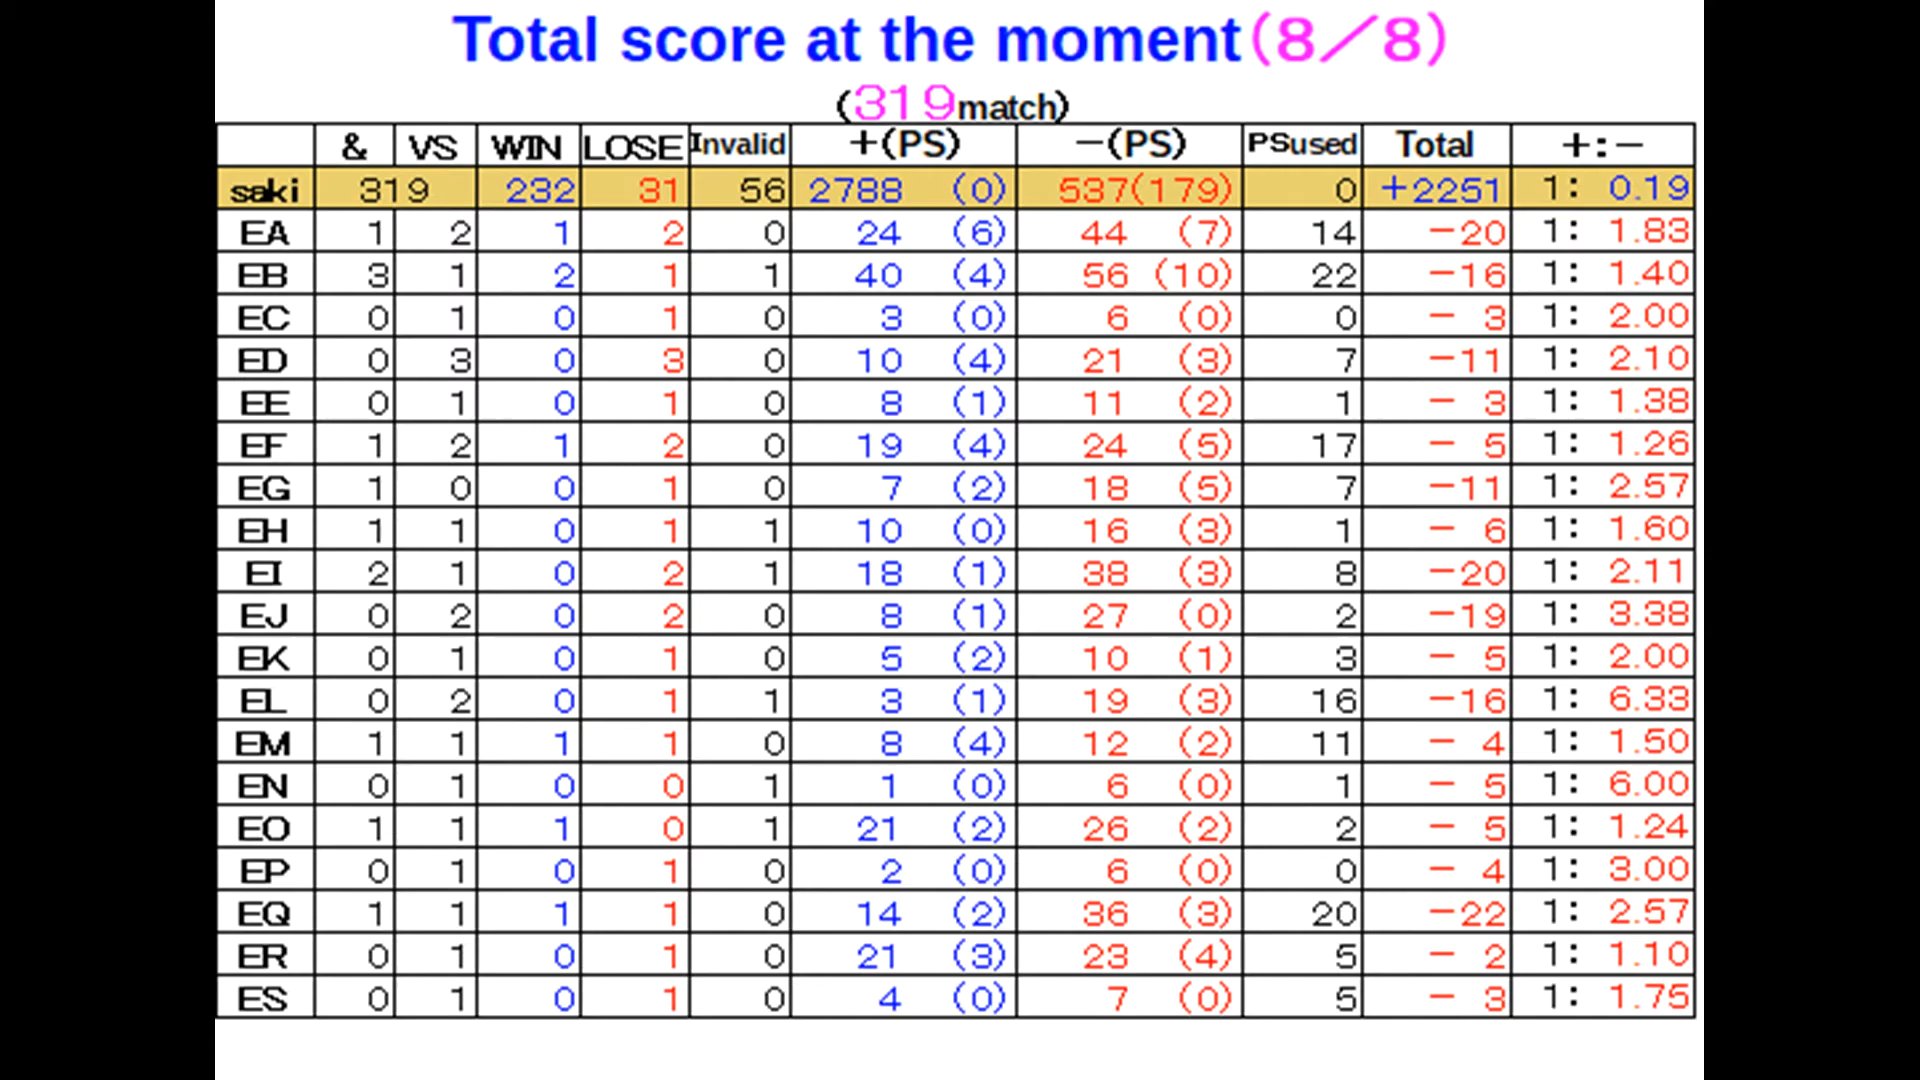 Total score at the moment(8／8)
(319match)
& VS WIN LOSE Invalid +(PS) −(PS) PSused Total +:−
saki 319 232 31 56 2788 (0) 537(179) 0 +2251 1: 0.19
EA 1 2 1 2 0 24 (6) 44 (7) 14 −20 1: 1.83
EB 3 1 2 1 1 40 (4) 56 (10) 22 −16 1: 1.40
EC 0 1 0 1 0 3 (0) 6 (0) 0 − 3 1: 2.00
ED 0 3 0 3 0 10 (4) 21 (3) 7 −11 1: 2.10
EE 0 1 0 1 0 8 (1) 11 (2) 1 − 3 1: 1.38
EF 1 2 1 2 0 19 (4) 24 (5) 17 − 5 1: 1.26
EG 1 0 0 1 0 7 (2) 18 (5) 7 −11 1: 2.57
EH 1 1 0 1 1 10 (0) 16 (3) 1 − 6 1: 1.60
EI 2 1 0 2 1 18 (1) 38 (3) 8 −20 1: 2.11
EJ 0 2 0 2 0 8 (1) 27 (0) 2 −19 1: 3.38
EK 0 1 0 1 0 5 (2) 10 (1) 3 − 5 1: 2.00
EL 0 2 0 1 1 3 (1) 19 (3) 16 −16 1: 6.33
EM 1 1 1 1 0 8 (4) 12 (2) 11 − 4 1: 1.50
EN 0 1 0 0 1 1 (0) 6 (0) 1 − 5 1: 6.00
EO 1 1 1 0 1 21 (2) 26 (2) 2 − 5 1: 1.24
EP 0 1 0 1 0 2 (0) 6 (0) 0 − 4 1: 3.00
EQ 1 1 1 1 0 14 (2) 36 (3) 20 −22 1: 2.57
ER 0 1 0 1 0 21 (3) 23 (4) 5 − 2 1: 1.10
ES 0 1 0 1 0 4 (0) 7 (0) 5 − 3 1: 1.75